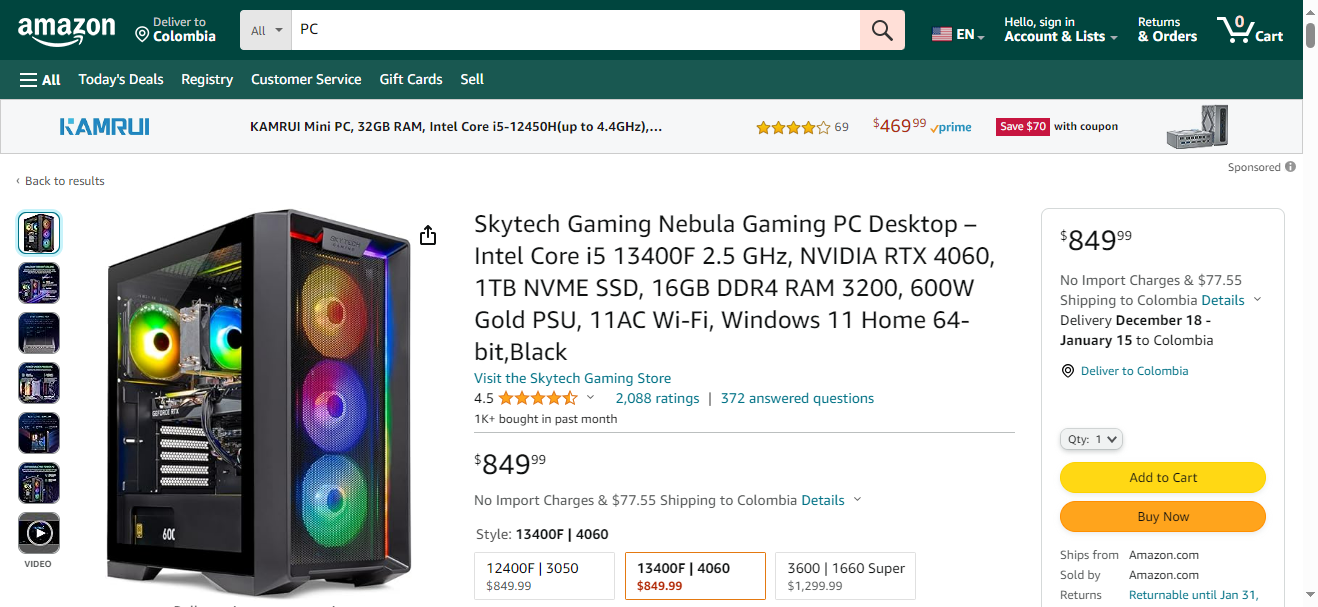 amazon
Deliver to
Colombia
All
PC
EN
Hello, sign in
Account & Lists
Returns
& Orders
0
Cart
All
Today's Deals
Registry
Customer Service
Gift Cards
Sell
KAMRUI
KAMRUI Mini PC, 32GB RAM, Intel Core i5-12450H(up to 4.4GHz),...
69
$469 99
prime
Save $70 with coupon
Sponsored
‹ Back to results
VIDEO
SKYTECH
GAMING
GEFORCE RTX
600
Skytech Gaming Nebula Gaming PC Desktop –
Intel Core i5 13400F 2.5 GHz, NVIDIA RTX 4060,
1TB NVME SSD, 16GB DDR4 RAM 3200, 600W
Gold PSU, 11AC Wi-Fi, Windows 11 Home 64-
bit,Black
Visit the Skytech Gaming Store
4.5
2,088 ratings | 372 answered questions
1K+ bought in past month
$849 99
No Import Charges & $77.55 Shipping to Colombia Details
Style: 13400F | 4060
12400F | 3050
$849.99
13400F | 4060
$849.99
3600 | 1660 Super
$1,299.99
$849 99
No Import Charges & $77.55
Shipping to Colombia Details
Delivery December 18 -
January 15 to Colombia
Deliver to Colombia
Qty: 1
Add to Cart
Buy Now
Ships from Amazon.com
Sold by Amazon.com
Returns Returnable until Jan 31,